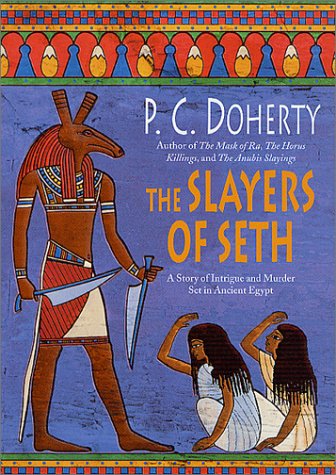 P. C. DOHERTY
Author of The Mask of Ra, The Horus
Killings, and The Anubis Slayings
THE SLAYERS
OF SETH
A Story of Intrigue and Murder
Set in Ancient Egypt